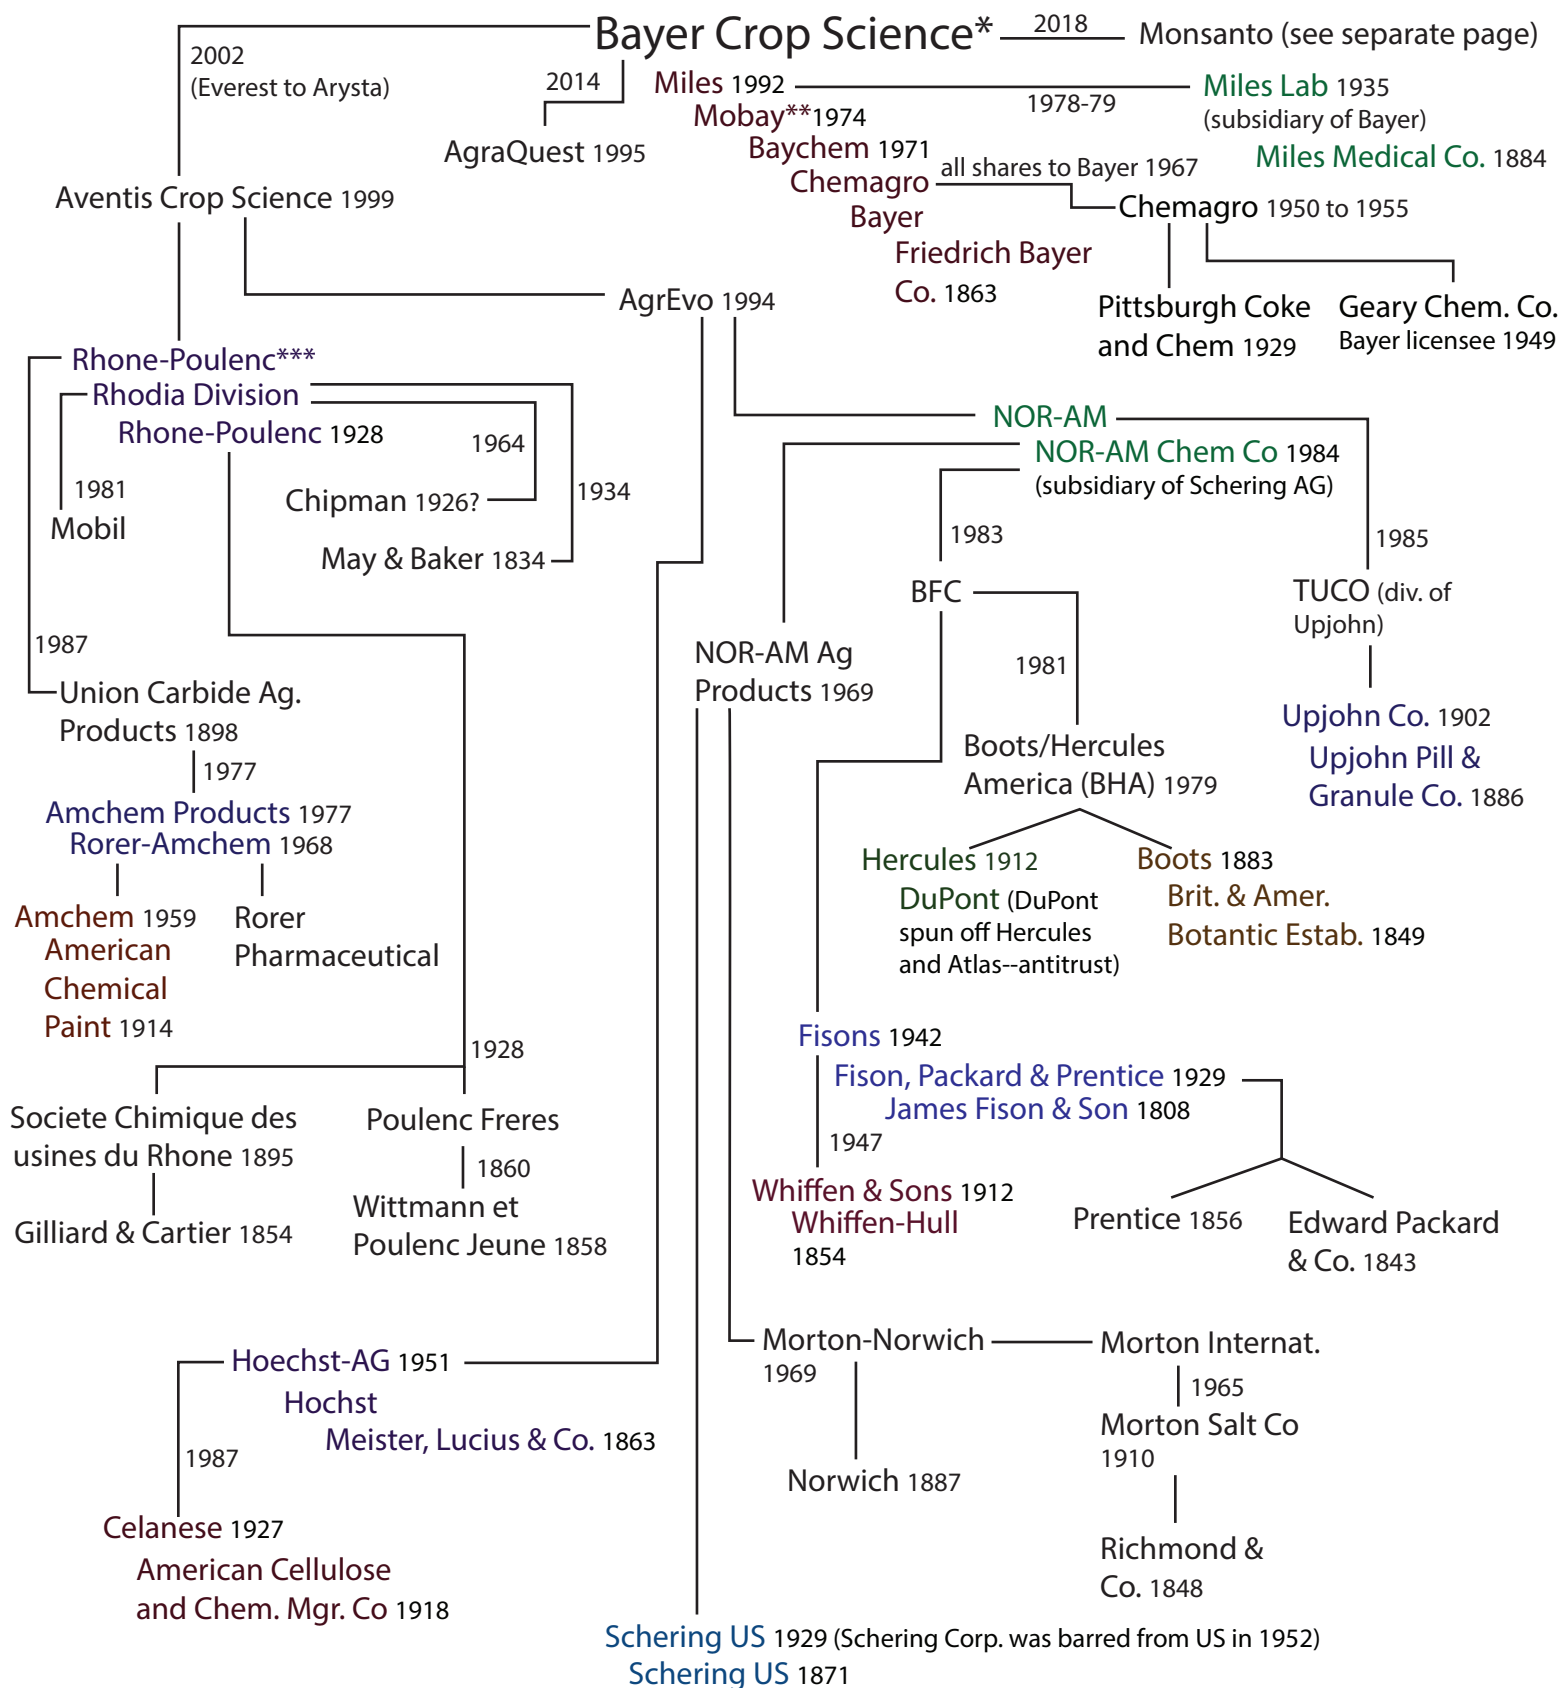 Bayer Crop Science*
2018
Monsanto (see separate page)
2002
(Everest to Arysta)
2014
AgraQuest 1995
Miles 1992
Mobay**1974
Baychem 1971
Chemagro
Bayer
Friedrich Bayer
Co. 1863
1978-79
Miles Lab 1935
(subsidiary of Bayer)
Miles Medical Co. 1884
all shares to Bayer 1967
Chemagro 1950 to 1955
Pittsburgh Coke
and Chem 1929
Geary Chem. Co.
Bayer licensee 1949
Aventis Crop Science 1999
AgrEvo 1994
Rhone-Poulenc***
Rhodia Division
Rhone-Poulenc 1928
1981
Mobil
1964
Chipman 1926?
1934
May & Baker 1834
1987
Union Carbide Ag.
Products 1898
1977
Amchem Products 1977
Rorer-Amchem 1968
Amchem 1959
American
Chemical
Paint 1914
Rorer
Pharmaceutical
1928
Societe Chimique des
usines du Rhone 1895
Gilliard & Cartier 1854
Poulenc Freres
1860
Wittmann et
Poulenc Jeune 1858
NOR-AM
NOR-AM Chem Co 1984
(subsidiary of Schering AG)
1983
BFC
1985
TUCO (div. of
Upjohn)
Upjohn Co. 1902
Upjohn Pill &
Granule Co. 1886
NOR-AM Ag
Products 1969
1981
Boots/Hercules
America (BHA) 1979
Hercules 1912
DuPont (DuPont
spun off Hercules
and Atlas--antitrust)
Boots 1883
Brit. & Amer.
Botantic Estab. 1849
Fisons 1942
Fison, Packard & Prentice 1929
James Fison & Son 1808
1947
Whiffen & Sons 1912
Whiffen-Hull
1854
Prentice 1856
Edward Packard
& Co. 1843
Morton-Norwich
1969
Norwich 1887
Morton Internat.
1965
Morton Salt Co
1910
Richmond &
Co. 1848
Hoechst-AG 1951
Hochst
Meister, Lucius & Co. 1863
1987
Celanese 1927
American Cellulose
and Chem. Mgr. Co 1918
Schering US 1929 (Schering Corp. was barred from US in 1952)
Schering US 1871